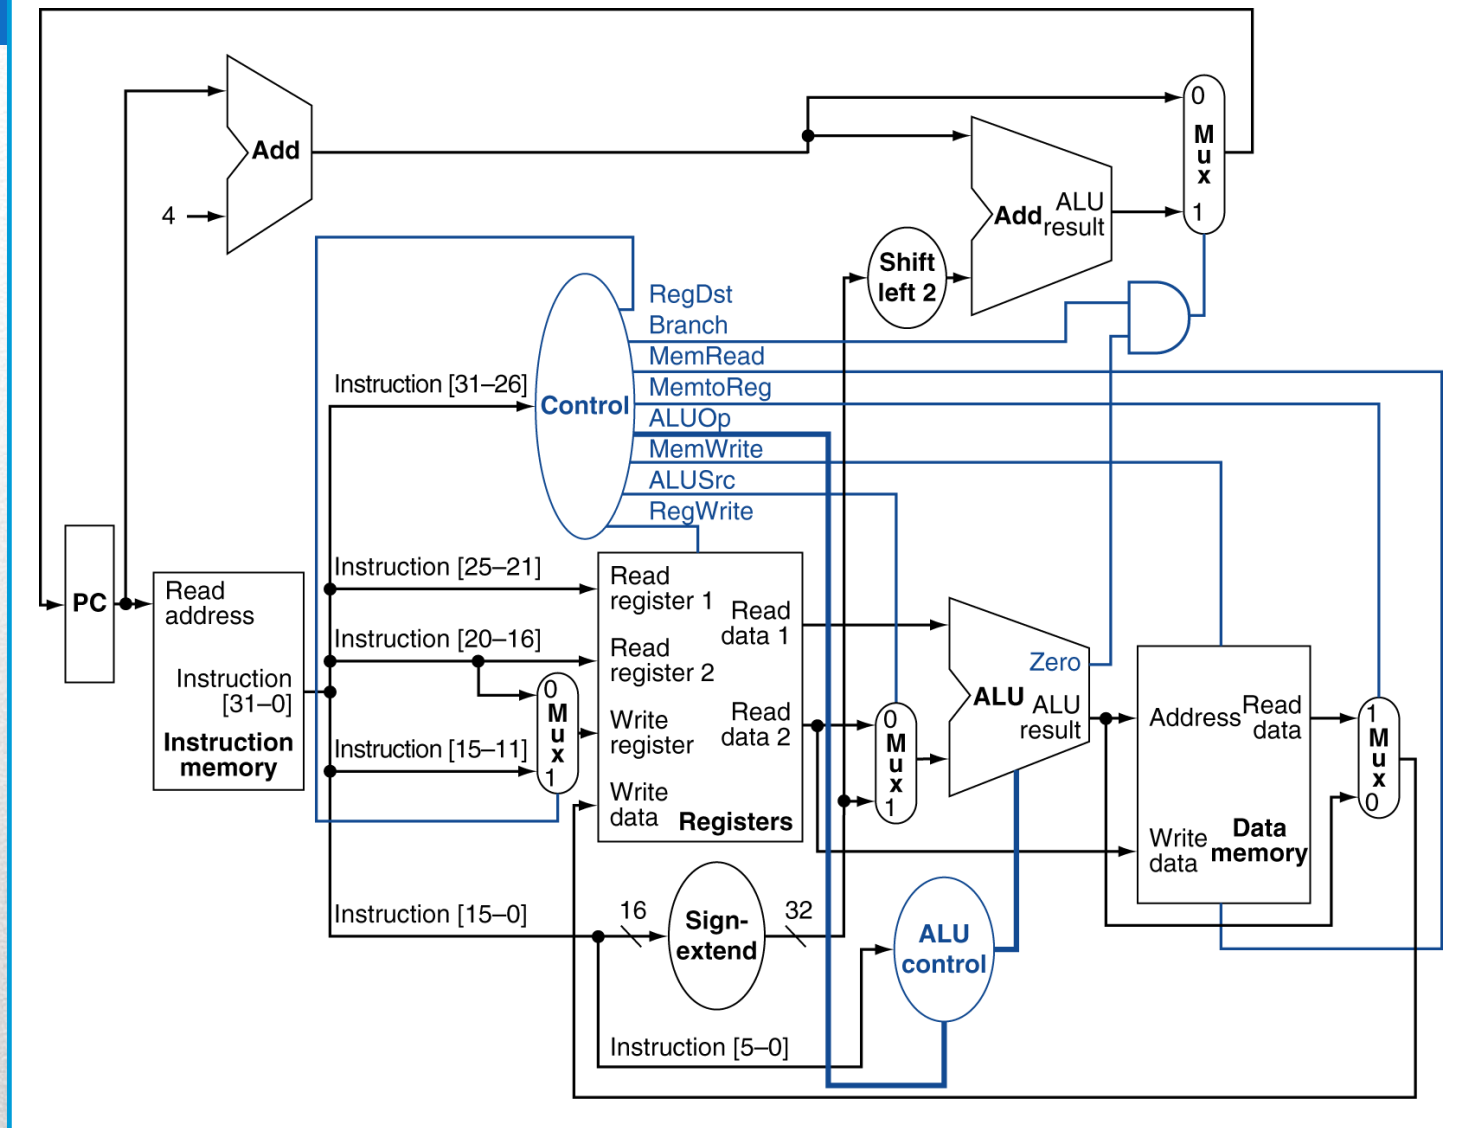 0
M
u
x
1
Add
4
Add
ALU
result
Shift
left 2
RegDst
Branch
MemRead
MemtoReg
ALUOp
MemWrite
ALUSrc
RegWrite
Control
Instruction [31–26]
Instruction [25–21]
Instruction [20–16]
Instruction [15–11]
Instruction [15–0]
Instruction [5–0]
PC
Read
address
Instruction
[31–0]
Instruction
memory
0
M
u
x
1
Read
register 1
Read
register 2
Write
register
Write
data
Read
data 1
Read
data 2
Registers
0
M
u
x
1
Zero
ALU
ALU
result
Address
Read
data
Write
data
Data
memory
1
M
u
x
0
16
Sign-
extend
32
ALU
control